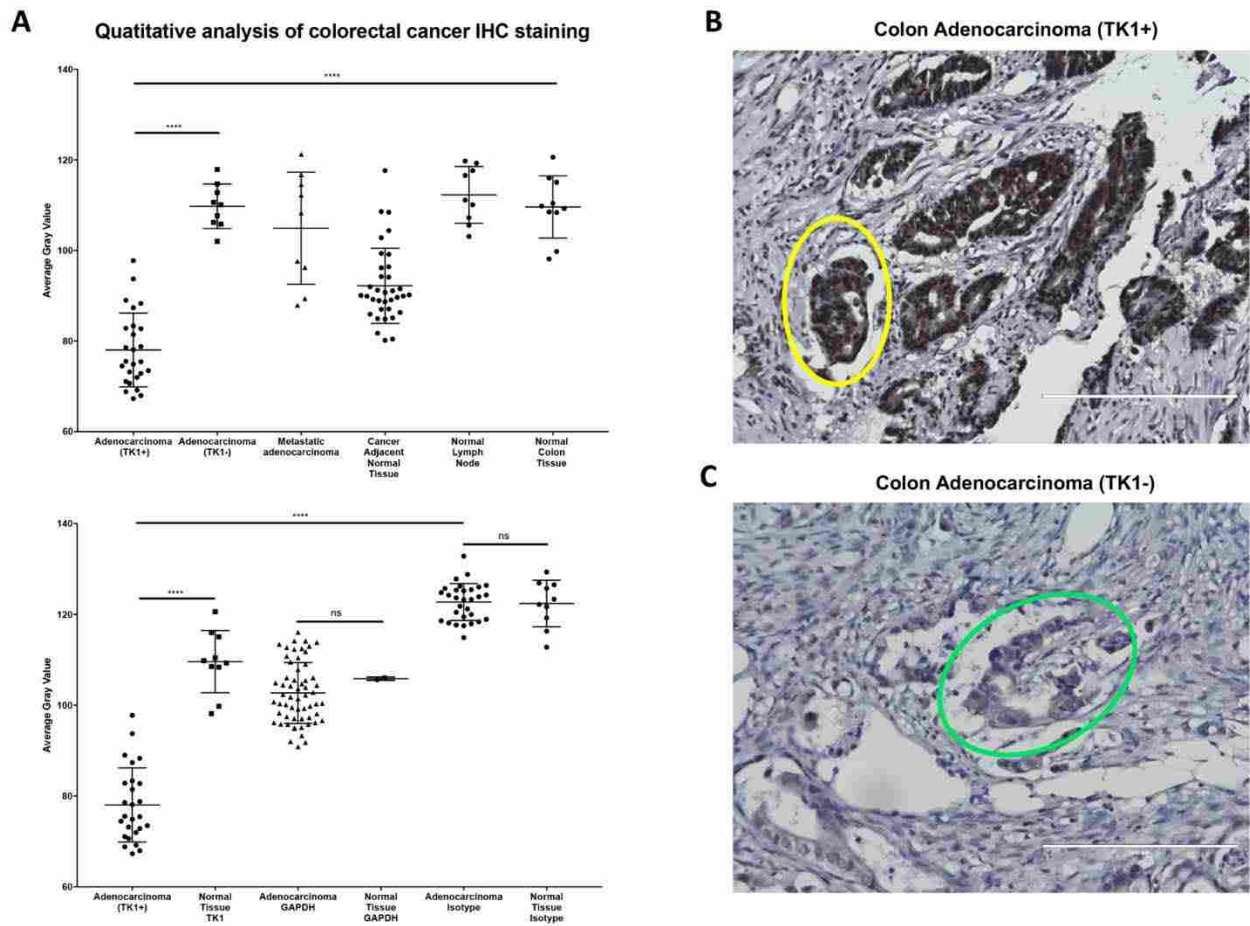 A
Quatitative analysis of colorectal cancer IHC staining
140
120
100
80
60
Average Gray Value
****
****
Adenocarcinoma
(TK1+)
Adenocarcinoma
(TK1-)
Metastatic
adenocarcinoma
Cancer
Adjacent
Normal
Tissue
Normal
Lymph
Node
Normal
Colon
Tissue
140
120
100
80
60
Average Gray Value
****
ns
****
ns
Adenocarcinoma
(TK1+)
Normal
Tissue
TK1
Adenocarcinoma
GAPDH
Normal
Tissue
GAPDH
Adenocarcinoma
Isotype
Normal
Tissue
Isotype
B
Colon Adenocarcinoma (TK1+)
C
Colon Adenocarcinoma (TK1-)